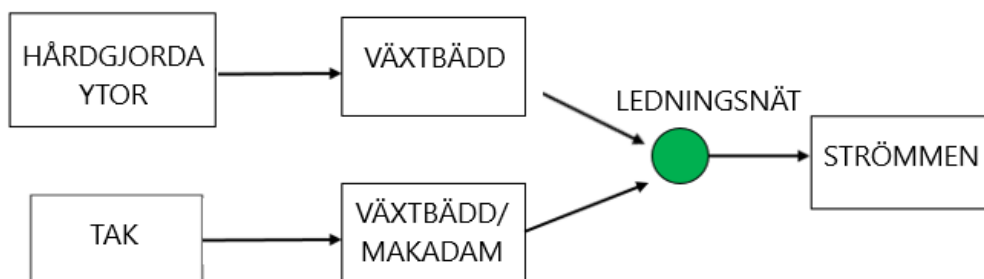 HÅRDGJORDA
YTOR
VÄXTBÄDD
LEDNINGSNÄT
STRÖMMEN
TAK
VÄXTBÄDD/
MAKADAM